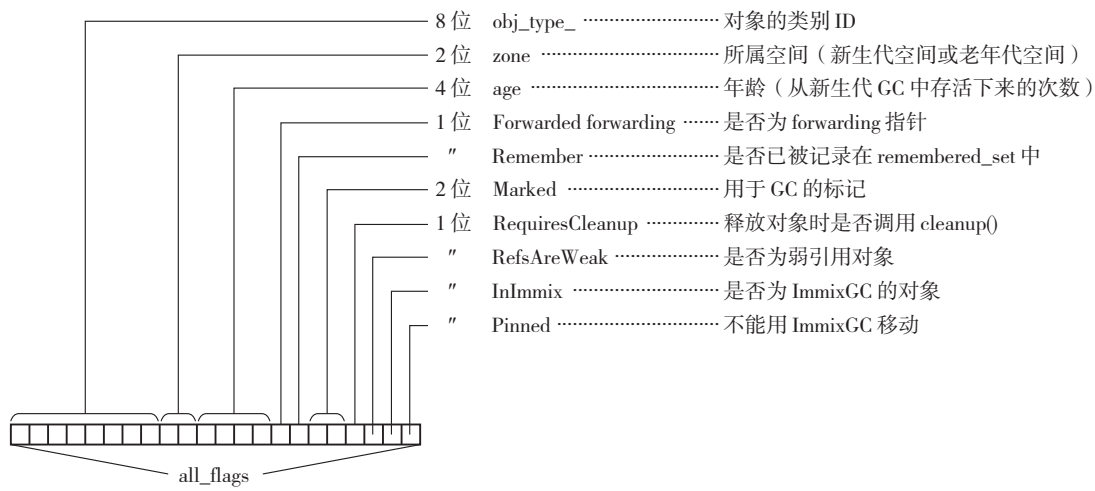 8 位 obj_type_ ………… 对象的类别 ID
2 位 zone ………… 所属空间（新生代空间或老年代空间）
4 位 age ………… 年龄（从新生代 GC 中存活下来的次数）
1 位 Forwarded forwarding …… 是否为 forwarding 指针
〃 Remember ………… 是否已被记录在 remembered_set 中
2 位 Marked ………… 用于 GC 的标记
1 位 RequiresCleanup ………… 释放对象时是否调用 cleanup()
〃 RefsAreWeak ………… 是否为弱引用对象
〃 InImmix ………… 是否为 ImmixGC 的对象
〃 Pinned ………… 不能用 ImmixGC 移动
all_flags